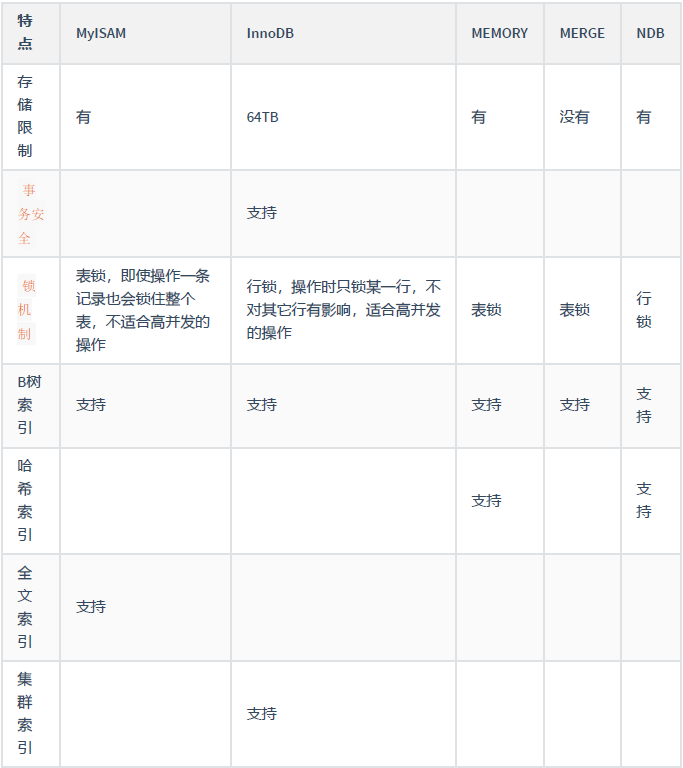 特
点
MyISAM
InnoDB
MEMORY
MERGE
NDB
存
储
限
制
有
64TB
有
没有
有
事
务安
全
支持
锁
机
制
表锁，即使操作一条
记录也会锁住整个
表，不适合高并发的
操作
行锁，操作时只锁某一行，不
对其它行有影响，适合高并发
的操作
表锁
表锁
行
锁
B树
索
引
支持
支持
支持
支持
支
持
哈
希
索
引
支持
支
持
全
文
索
引
支持
集
群
索
引
支持